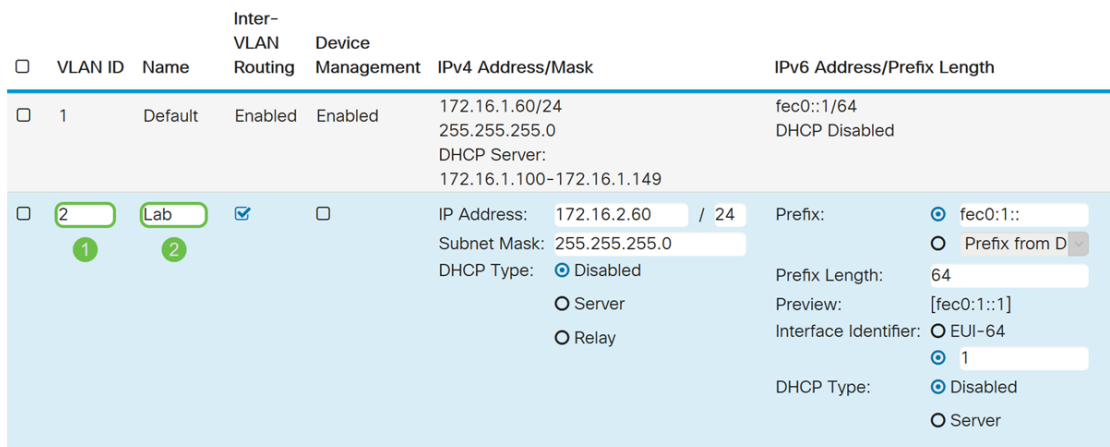 Inter-
VLAN Device
VLAN ID Name Routing Management IPv4 Address/Mask IPv6 Address/Prefix Length
1 Default Enabled Enabled 172.16.1.60/24 fec0::1/64
255.255.255.0 DHCP Disabled
DHCP Server:
172.16.1.100-172.16.1.149
2 Lab IP Address: 172.16.2.60 / 24 Prefix: fec0:1::
1 2 Subnet Mask: 255.255.255.0 Prefix from D
DHCP Type: Disabled Prefix Length: 64
Server Preview: [fec0:1::1]
Relay Interface Identifier: EUI-64
1
DHCP Type: Disabled
Server